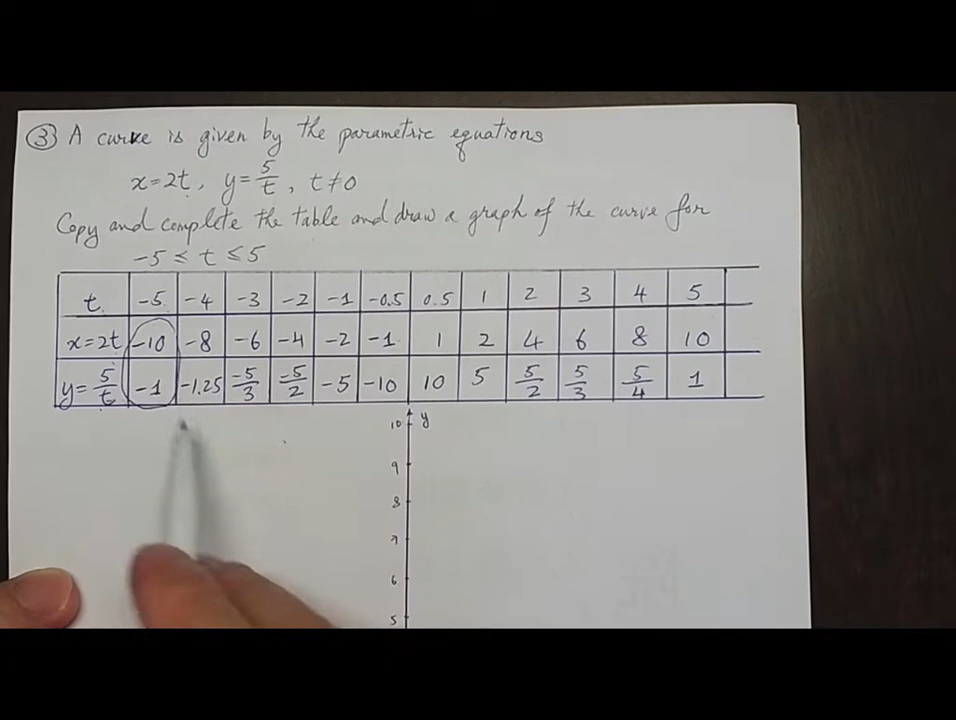 ③ A curve is given by the parametric equations
x=2t, y=5/t, t≠0
Copy and complete the table and draw a graph of the curve for
-5 ≤ t ≤ 5
t -5 -4 -3 -2 -1 -0.5 0.5 1 2 3 4 5
x=2t -10 -8 -6 -4 -2 -1 1 2 4 6 8 10
y=5/t -1 -1.25 -5/3 -5/2 -5 -10 10 5 5/2 5/3 5/4 1
10 y
9
8
7
6
5